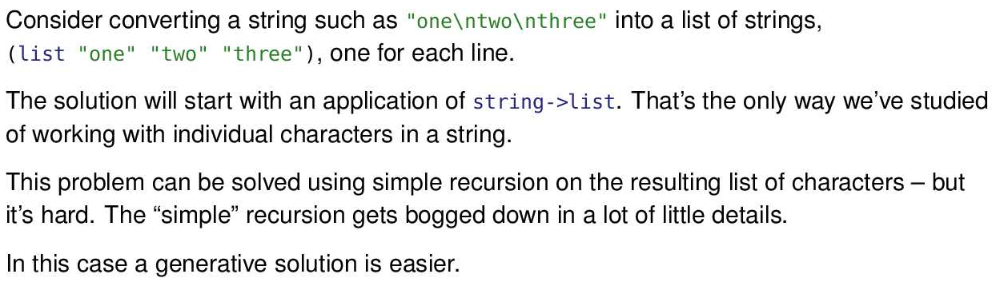 Consider converting a string such as "one\ntwo\nthree" into a list of strings,
(list "one" "two" "three"), one for each line.
The solution will start with an application of string->list. That's the only way we've studied
of working with individual characters in a string.
This problem can be solved using simple recursion on the resulting list of characters – but
it's hard. The “simple” recursion gets bogged down in a lot of little details.
In this case a generative solution is easier.